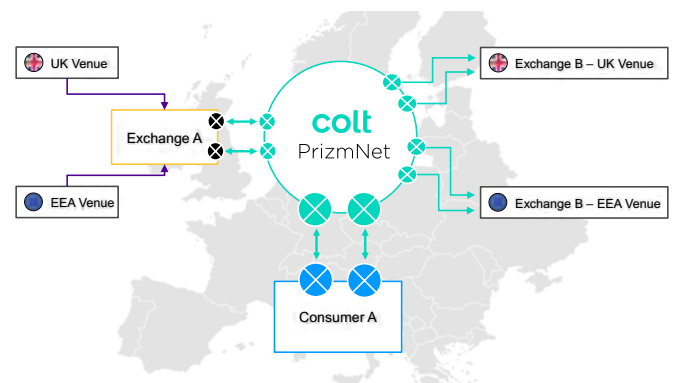 UK Venue
Exchange B – UK Venue
colt
PrizmNet
Exchange A
EEA Venue
Exchange B – EEA Venue
Consumer A